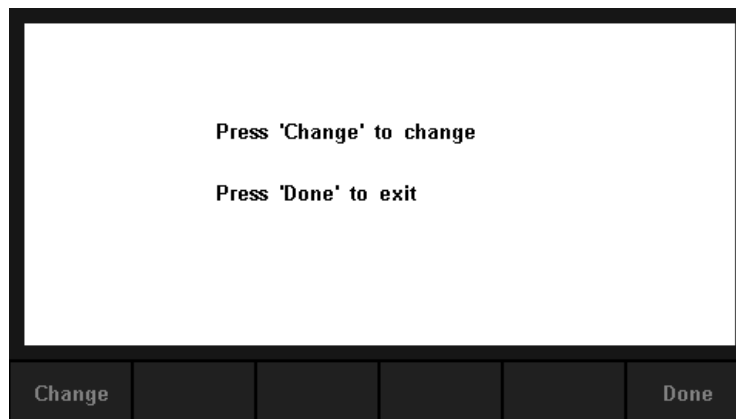 Press 'Change' to change
Press 'Done' to exit
Change Done